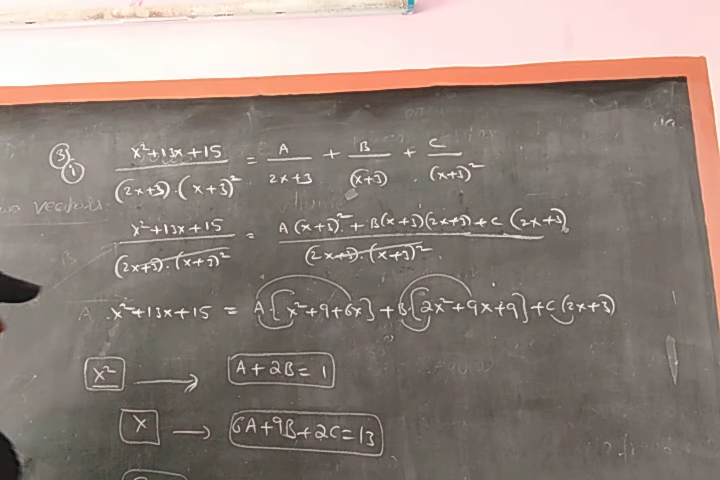 ③ ① (x²+13x+15)/((2x+3)·(x+3)²) = A/(2x+3) + B/(x+3) + C/(x+3)²
(x²+13x+15)/((2x+3)·(x+3)²) = (A(x+3)² + B(x+3)(2x+3) + C(2x+3))/((2x+3)·(x+3)²)
x²+13x+15 = A·[x²+9+6x] + B·[2x²+9x+9] + C(2x+3)
x² → A+2B=1
x → 6A+9B+2C=13